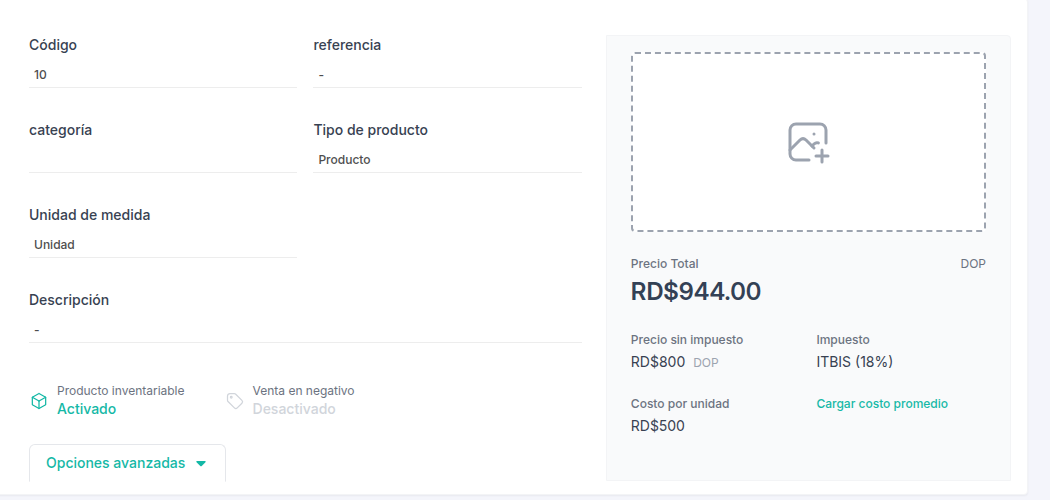 Código
10
referencia
-
categoría
Tipo de producto
Producto
Unidad de medida
Unidad
Descripción
-
Producto inventariable
Activado
Venta en negativo
Desactivado
Opciones avanzadas
Precio Total
DOP
RD$944.00
Precio sin impuesto
RD$800 DOP
Impuesto
ITBIS (18%)
Costo por unidad
RD$500
Cargar costo promedio